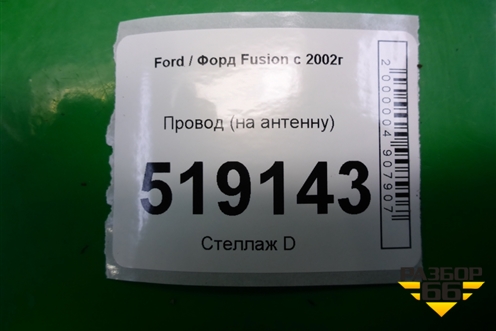 Ford / Форд Fusion с 2002г
Провод (на антенну)
519143
Стеллаж D
2000004907907
РАЗБОР
66